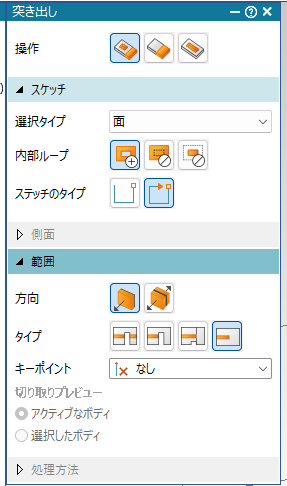 突き出し
操作
スケッチ
選択タイプ
面
内部ループ
ステッチのタイプ
側面
範囲
方向
タイプ
キーポイント
なし
切り取りプレビュー
アクティブなボディ
選択したボディ
処理方法